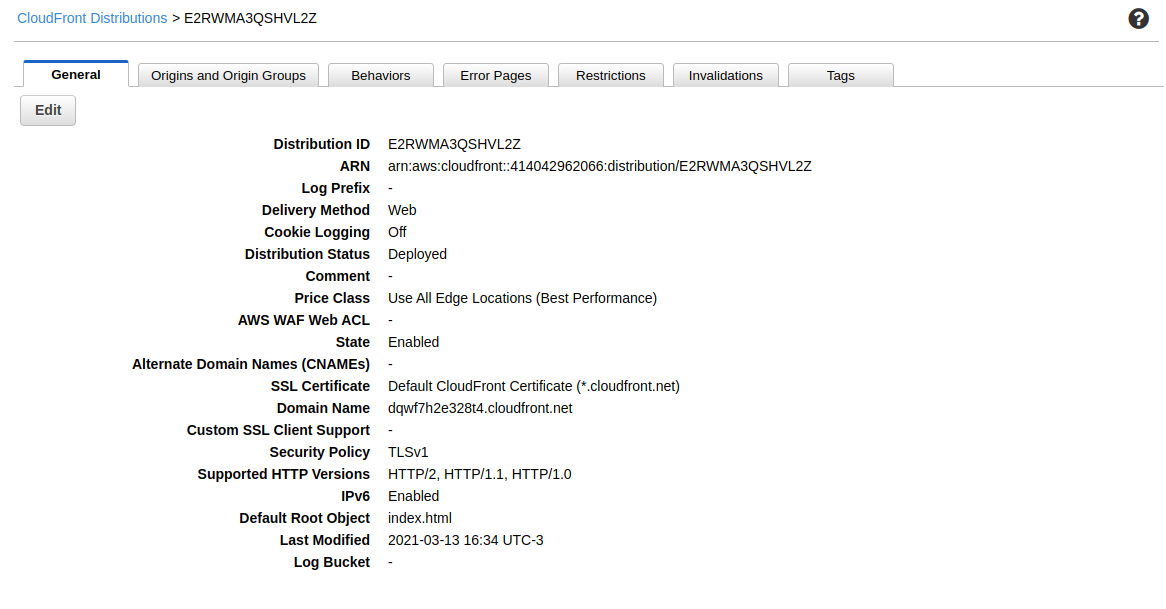 CloudFront Distributions > E2RWMA3QSHVL2Z
?
General Origins and Origin Groups Behaviors Error Pages Restrictions Invalidations Tags
Edit
Distribution ID E2RWMA3QSHVL2Z
ARN arn:aws:cloudfront::414042962066:distribution/E2RWMA3QSHVL2Z
Log Prefix -
Delivery Method Web
Cookie Logging Off
Distribution Status Deployed
Comment -
Price Class Use All Edge Locations (Best Performance)
AWS WAF Web ACL -
State Enabled
Alternate Domain Names (CNAMEs) -
SSL Certificate Default CloudFront Certificate (*.cloudfront.net)
Domain Name dqwf7h2e328t4.cloudfront.net
Custom SSL Client Support -
Security Policy TLSv1
Supported HTTP Versions HTTP/2, HTTP/1.1, HTTP/1.0
IPv6 Enabled
Default Root Object index.html
Last Modified 2021-03-13 16:34 UTC-3
Log Bucket -